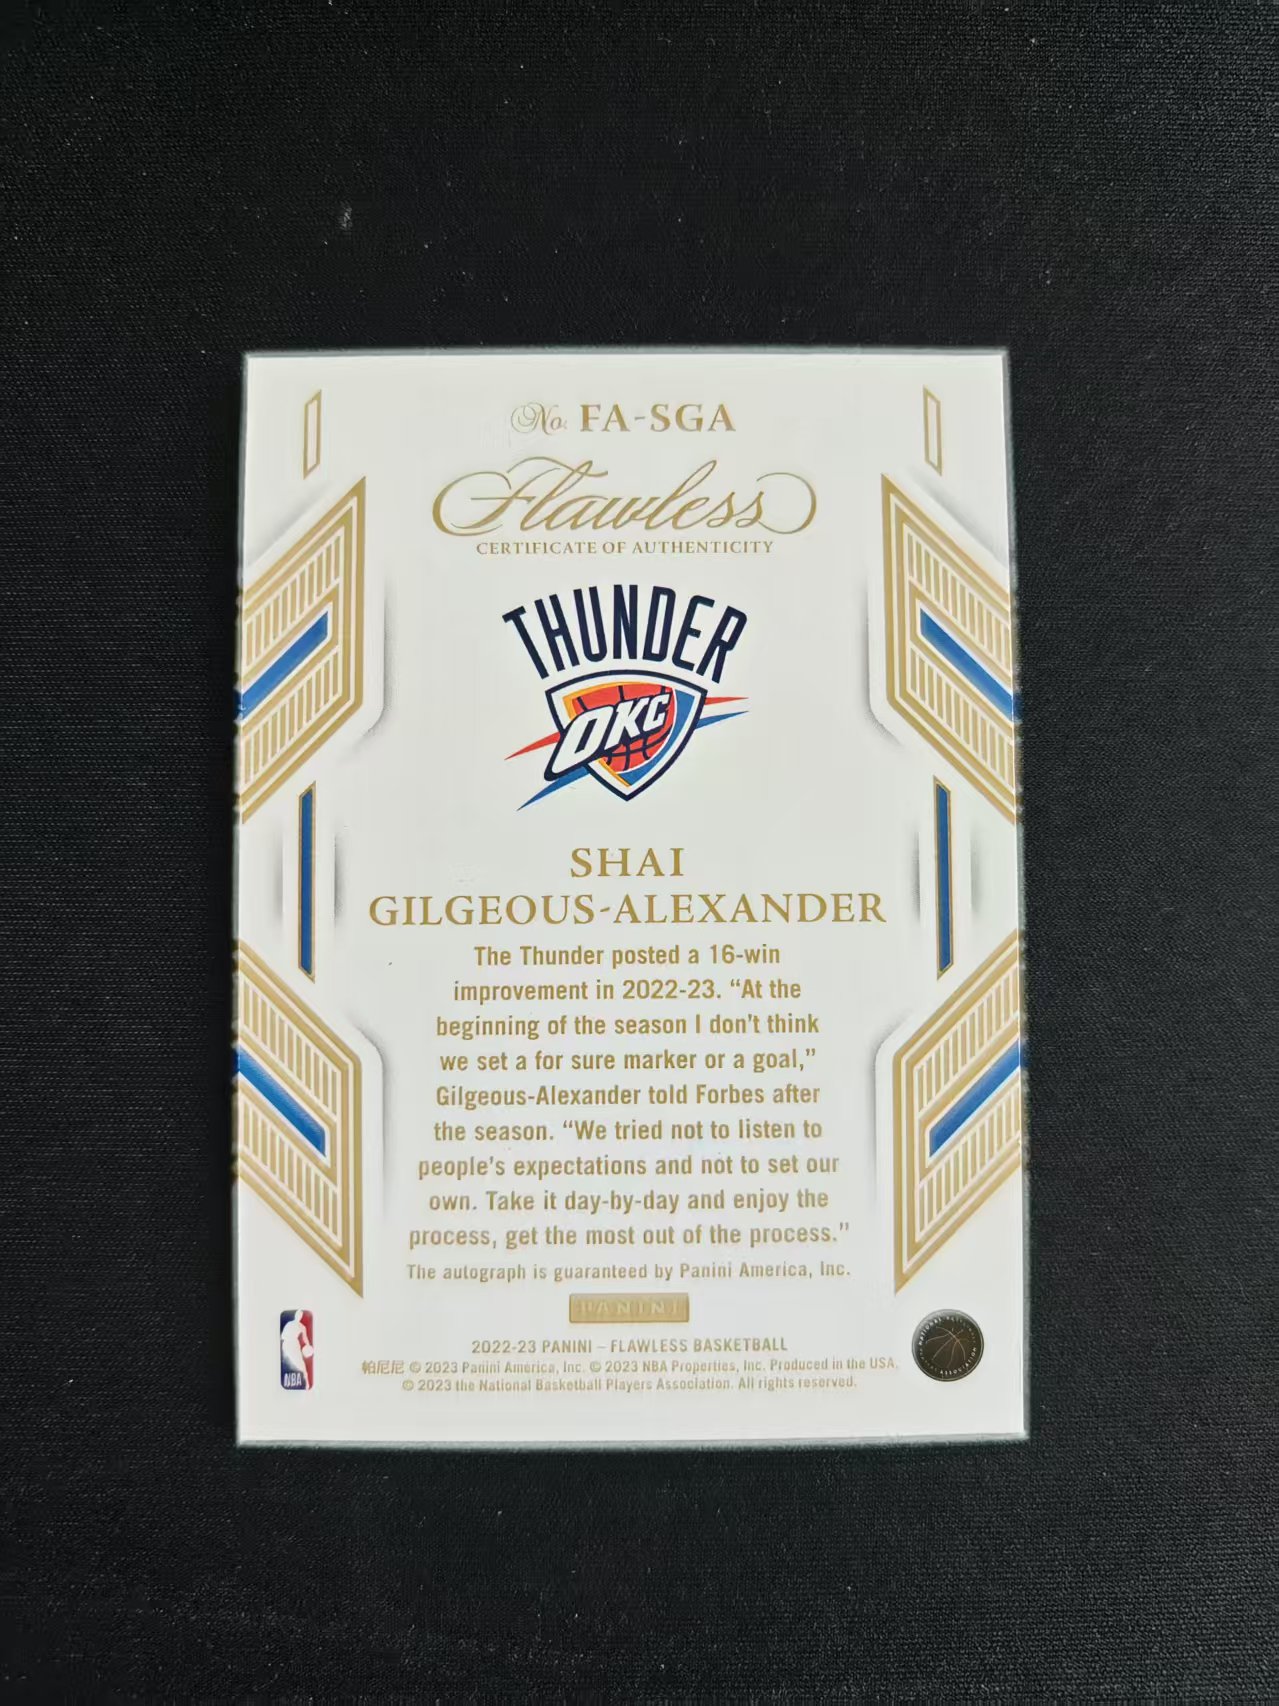 No. FA-SGA
Flawless
CERTIFICATE OF AUTHENTICITY
THUNDER
OKC
SHAI
GILGEOUS-ALEXANDER
The Thunder posted a 16-win
improvement in 2022-23. “At the
beginning of the season I don’t think
we set a for sure marker or a goal,”
Gilgeous-Alexander told Forbes after
the season. “We tried not to listen to
people’s expectations and not to set our
own. Take it day-by-day and enjoy the
process, get the most out of the process.”
The autograph is guaranteed by Panini America, Inc.
PANINI
2022-23 PANINI – FLAWLESS BASKETBALL
帕尼尼 © 2023 Panini America, Inc. © 2023 NBA Properties, Inc. Produced in the USA.
© 2023 the National Basketball Players Association. All rights reserved.
NBA